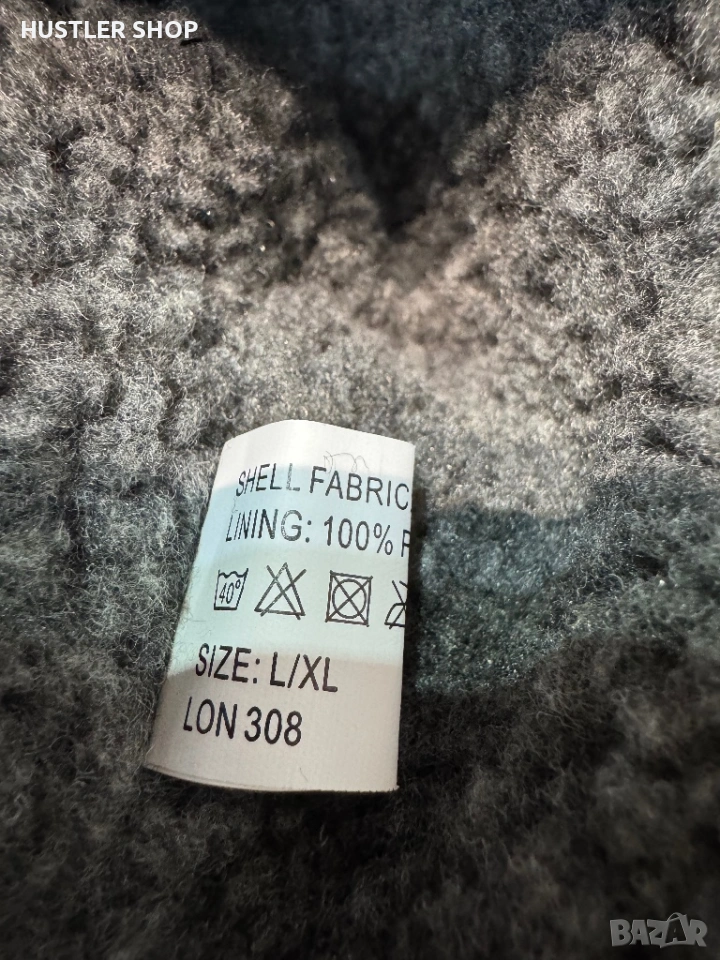 HUSTLER SHOP
SHELL FABRIC
LINING: 100% P
40°
SIZE: L/XL
LON 308
BAZAR